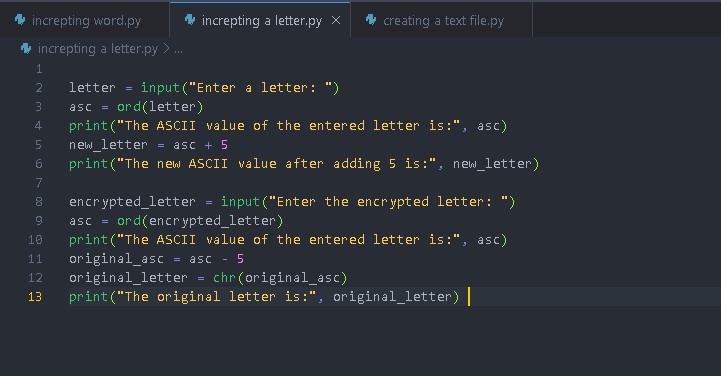 increpting word.py
increpting a letter.py ×
creating a text file.py
increpting a letter.py > ...
1
2 letter = input("Enter a letter: ")
3 asc = ord(letter)
4 print("The ASCII value of the entered letter is:", asc)
5 new_letter = asc + 5
6 print("The new ASCII value after adding 5 is:", new_letter)
7
8 encrypted_letter = input("Enter the encrypted letter: ")
9 asc = ord(encrypted_letter)
10 print("The ASCII value of the entered letter is:", asc)
11 original_asc = asc - 5
12 original_letter = chr(original_asc)
13 print("The original letter is:", original_letter)